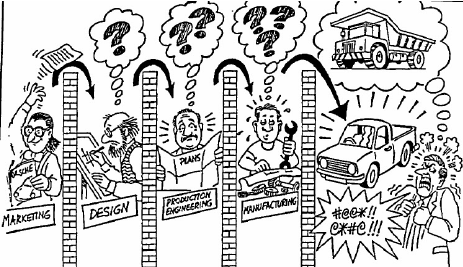 ?
??
???
PLANS
MARKETING
DESIGN
PRODUCTION
ENGINEERING
MANUFACTURING
#@@*!!
@*#@!!!